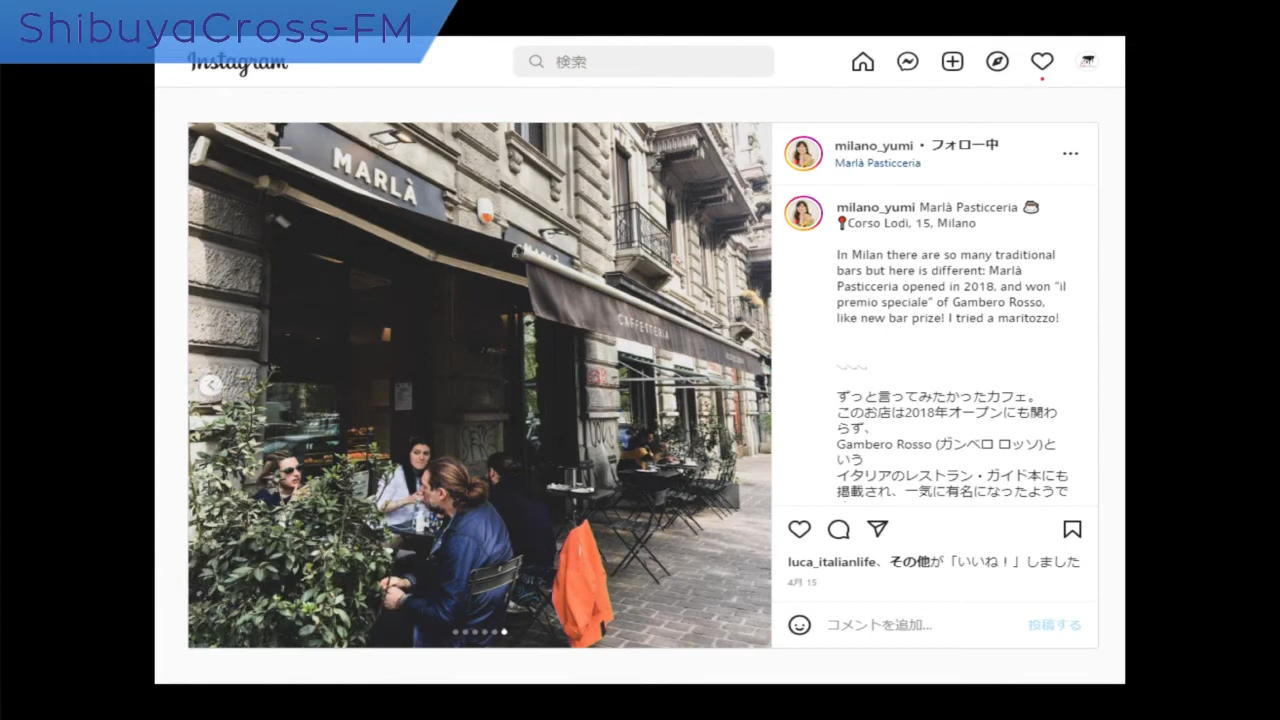 ShibuyaCross-FM
Instagram
検索
MARLÀ
CAFFETTERIA
milano_yumi • フォロー中
Marlà Pasticceria
milano_yumi Marlà Pasticceria ☕
📍Corso Lodi, 15, Milano
In Milan there are so many traditional
bars but here is different: Marlà
Pasticceria opened in 2018, and won "il
premio speciale" of Gambero Rosso,
like new bar prize! I tried a maritozzo!
﹏﹏﹏
ずっと言ってみたかったカフェ。
このお店は2018年オープンにも関わ
らず、
Gambero Rosso (ガンベロ ロッソ)と
いう
イタリアのレストラン・ガイド本にも
掲載され、一気に有名になったようで
luca_italianlife、その他が「いいね！」しました
4月 15
コメントを追加...
投稿する